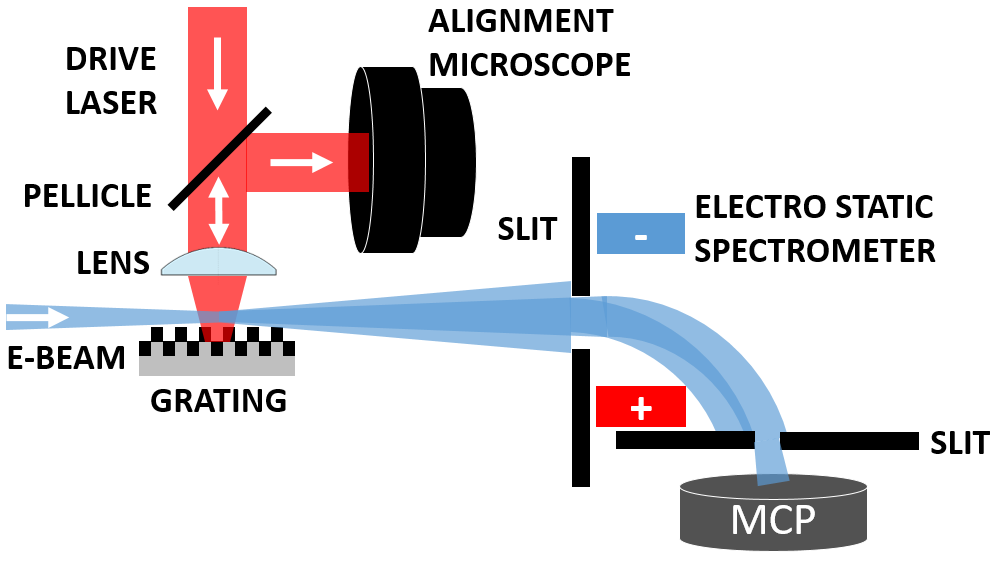 ALIGNMENT
MICROSCOPE
DRIVE
LASER
PELLICLE
SLIT
ELECTRO STATIC
SPECTROMETER
-
LENS
E-BEAM
GRATING
+
SLIT
MCP